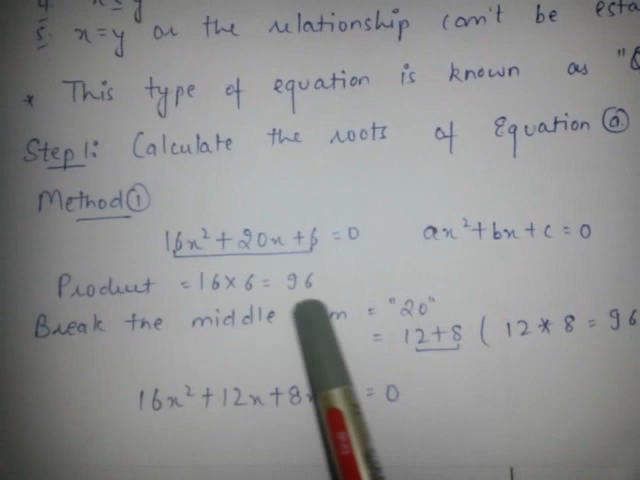 5. x=y or the relationship can't be esta
* This type of equation is known as "
Step 1: Calculate the roots of Equation ⓐ
Method ①
16x² + 20x + 6 = 0 ax² + bx + c = 0
Product = 16 × 6 = 96
Break the middle = "20"
= 12+8 ( 12 * 8 = 96
16x² + 12x + 8 = 0